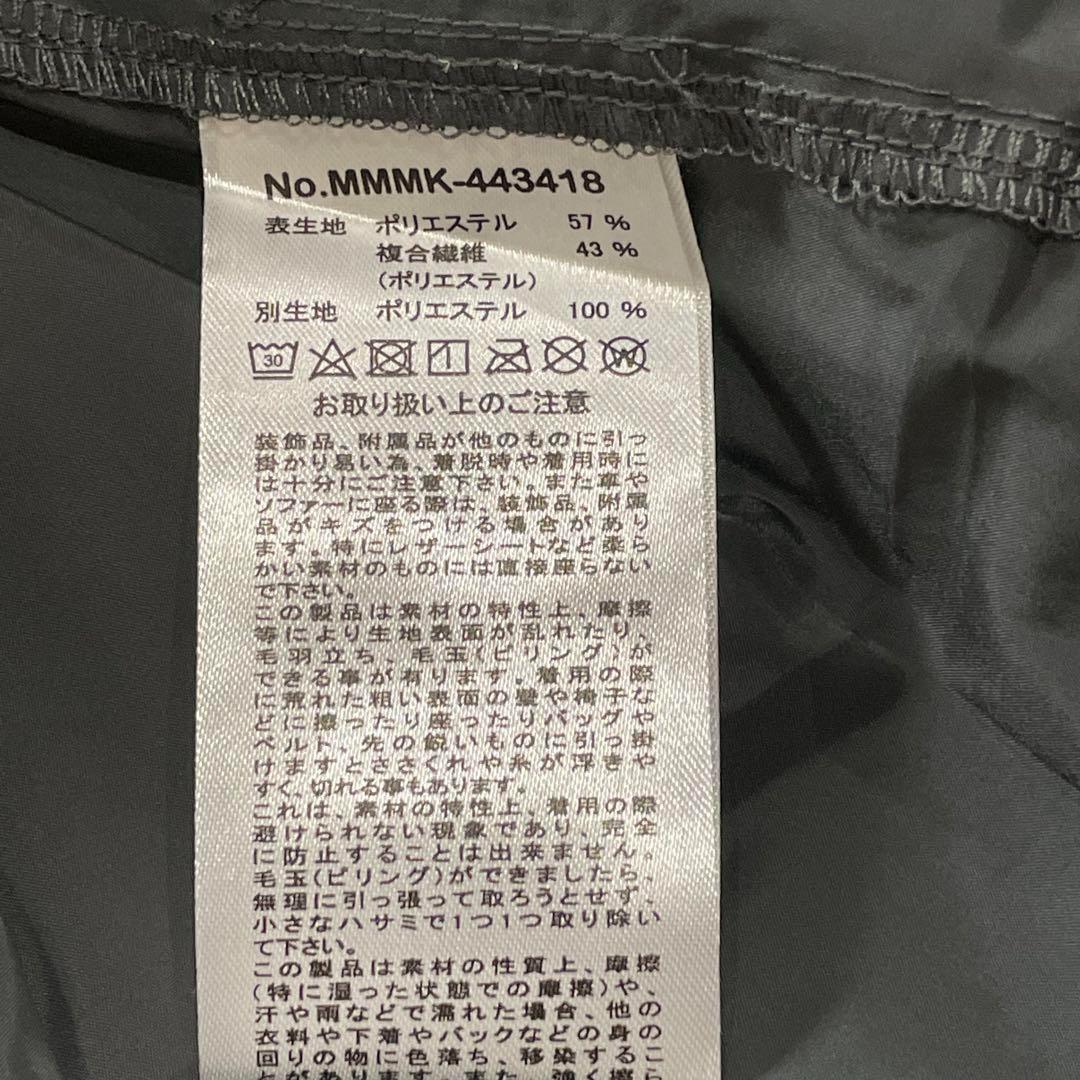 No.MMMK-443418
表生地 ポリエステル 57 %
複合繊維 43 %
(ポリエステル)
別生地 ポリエステル 100 %
30 W
お取り扱い上のご注意
装飾品、附属品が他のものに引っ
掛かり易い為、着脱時や着用時に
は十分にご注意下さい。また車や
ソファーに座る際は、装飾品、附属
品がキズをつける場合があり
ます。特にレザーシートなど柔ら
かい素材のものには直接座らない
で下さい。
この製品は素材の特性上、摩擦
等により生地表面が乱れたり、
毛羽立ち、毛玉(ピリング)が
できる事が有ります。着用の際
に荒れた粗い表面の壁や椅子な
どに擦ったり座ったりバッグや
ベルト、先の鋭いものに引っ掛
けますとささくれや糸が浮きや
すく、切れる事もあります。
これは、素材の特性上、着用の際
避けられない現象であり、完全
に防止することは出来ません。
毛玉(ピリング)ができましたら、
無理に引っ張って取ろうとせず、
小さなハサミで1つ1つ取り除い
て下さい。
この製品は素材の性質上、摩擦
(特に湿った状態での摩擦)や、
汗や雨などで濡れた場合、他の
衣料や下着やバックなどの身の
回りの物に色落ち、移染するこ
とがあります。また、強く擦ら